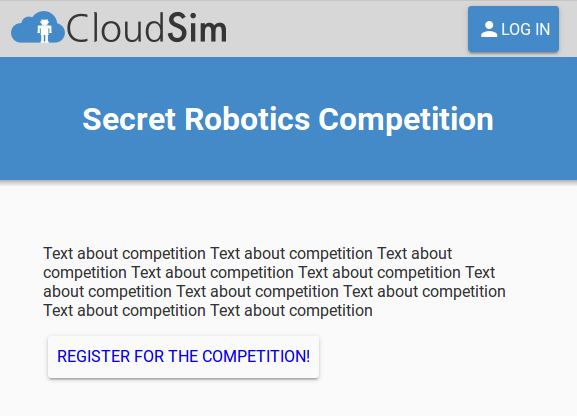 CloudSim
LOG IN
Secret Robotics Competition
Text about competition Text about competition Text about
competition Text about competition Text about competition Text
about competition Text about competition Text about competition
Text about competition Text about competition
REGISTER FOR THE COMPETITION!